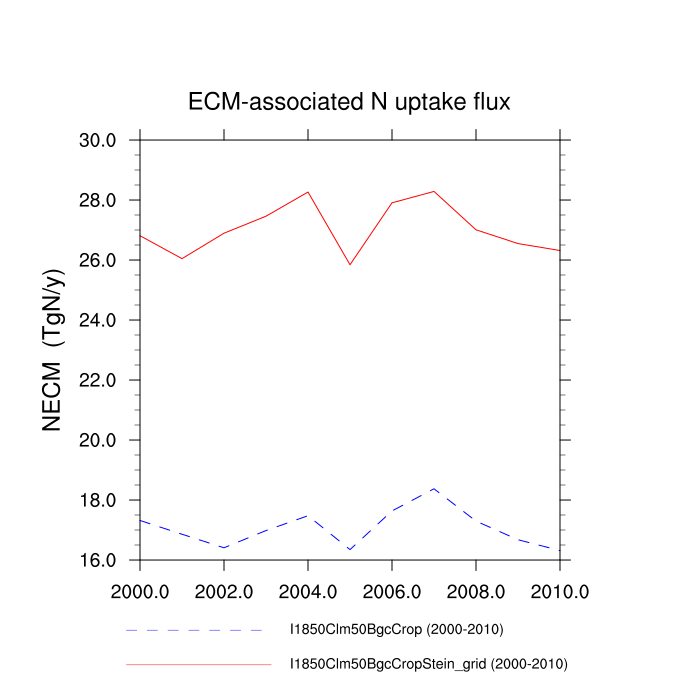 ECM-associated N uptake flux
30.0
28.0
26.0
24.0
22.0
20.0
18.0
16.0
NECM (TgN/y)
2000.0 2002.0 2004.0 2006.0 2008.0 2010.0
I1850Clm50BgcCrop (2000-2010)
I1850Clm50BgcCropStein_grid (2000-2010)